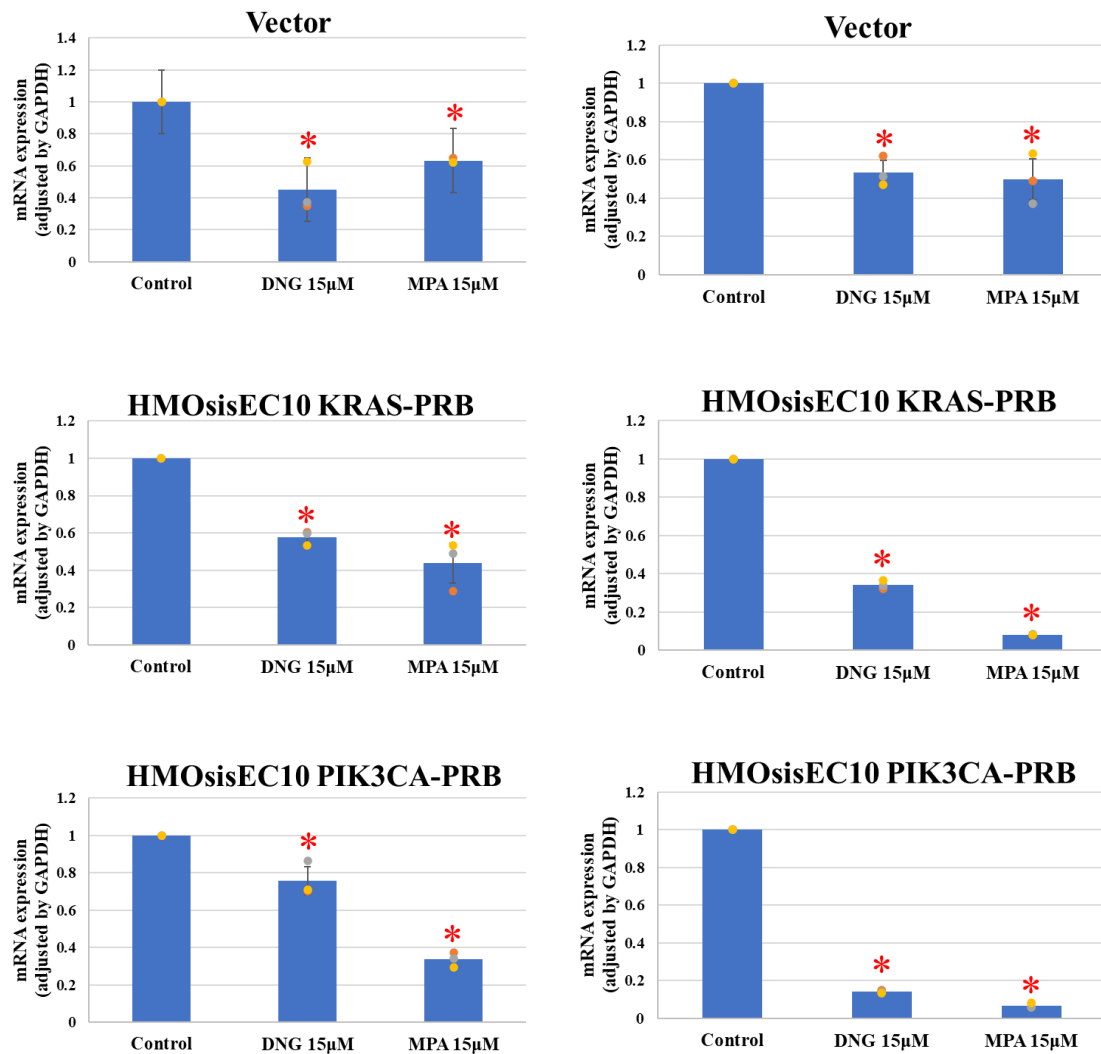 Vector
mRNA expression
(adjusted by GAPDH)
1.4
1.2
1
0.8
0.6
0.4
0.2
0
*
*
Control
DNG 15μM
MPA 15μM
Vector
mRNA expression
(adjusted by GAPDH)
1.2
1
0.8
0.6
0.4
0.2
0
*
*
Control
DNG 15μM
MPA 15μM
HMOsisEC10 KRAS-PRB
mRNA expression
(adjusted by GAPDH)
1.2
1
0.8
0.6
0.4
0.2
0
*
*
Control
DNG 15μM
MPA 15μM
HMOsisEC10 KRAS-PRB
mRNA expression
(adjusted by GAPDH)
1.2
1
0.8
0.6
0.4
0.2
0
*
*
Control
DNG 15μM
MPA 15μM
HMOsisEC10 PIK3CA-PRB
mRNA expression
(adjusted by GAPDH)
1.2
1
0.8
0.6
0.4
0.2
0
*
*
Control
DNG 15μM
MPA 15μM
HMOsisEC10 PIK3CA-PRB
mRNA expression
(adjusted by GAPDH)
1.2
1
0.8
0.6
0.4
0.2
0
*
*
Control
DNG 15μM
MPA 15μM